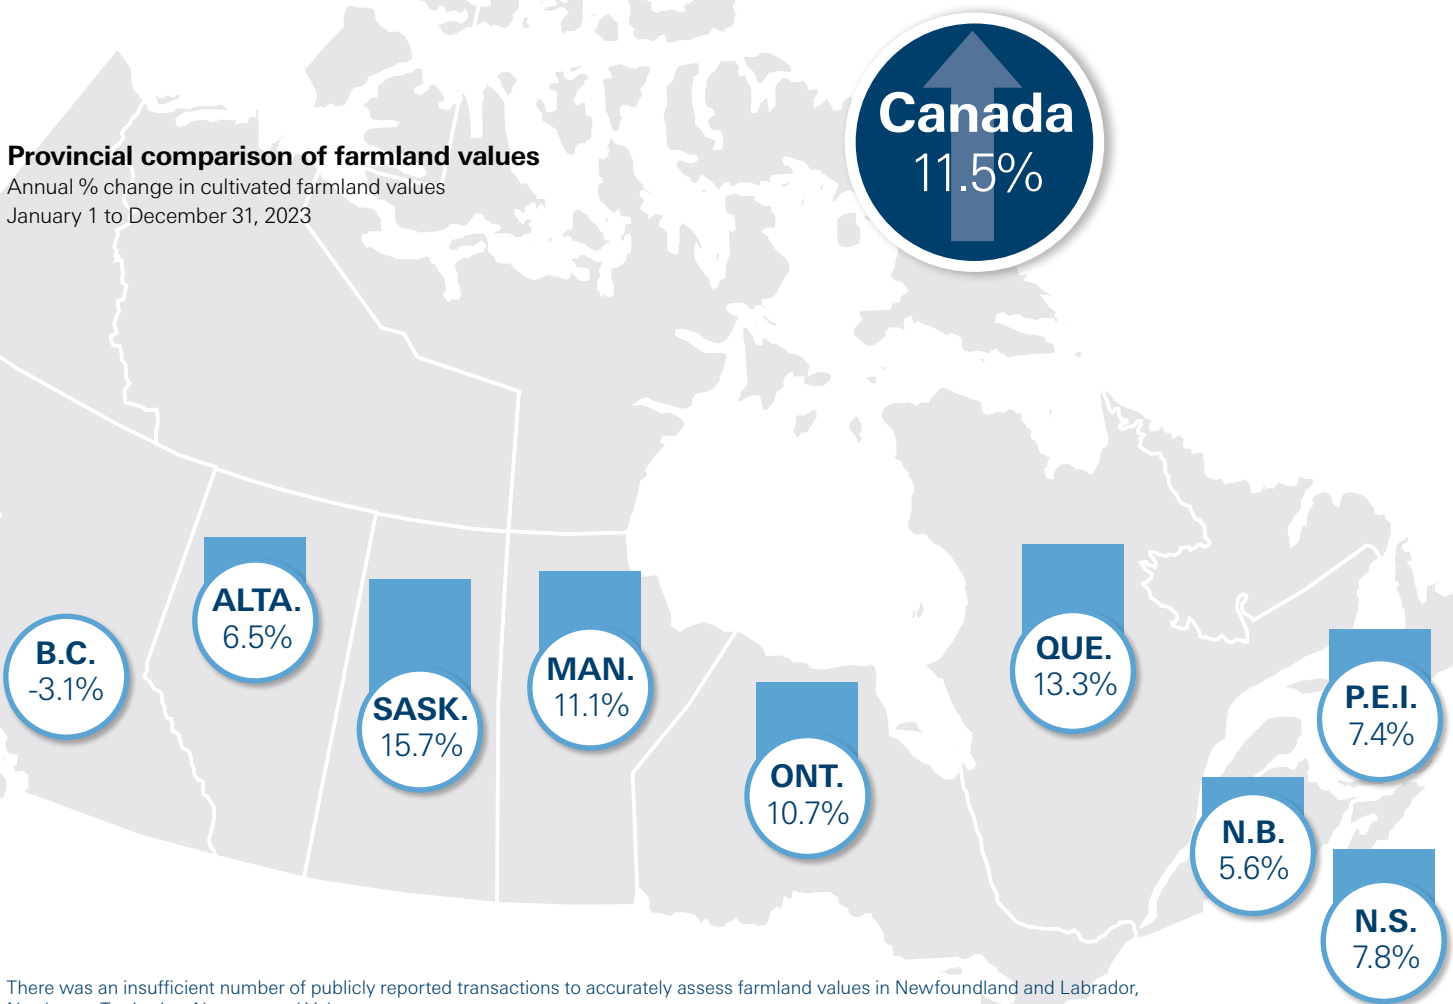 Canada
11.5%
Provincial comparison of farmland values
Annual % change in cultivated farmland values
January 1 to December 31, 2023
B.C.
-3.1%
ALTA.
6.5%
SASK.
15.7%
MAN.
11.1%
ONT.
10.7%
QUE.
13.3%
P.E.I.
7.4%
N.B.
5.6%
N.S.
7.8%
There was an insufficient number of publicly reported transactions to accurately assess farmland values in Newfoundland and Labrador,